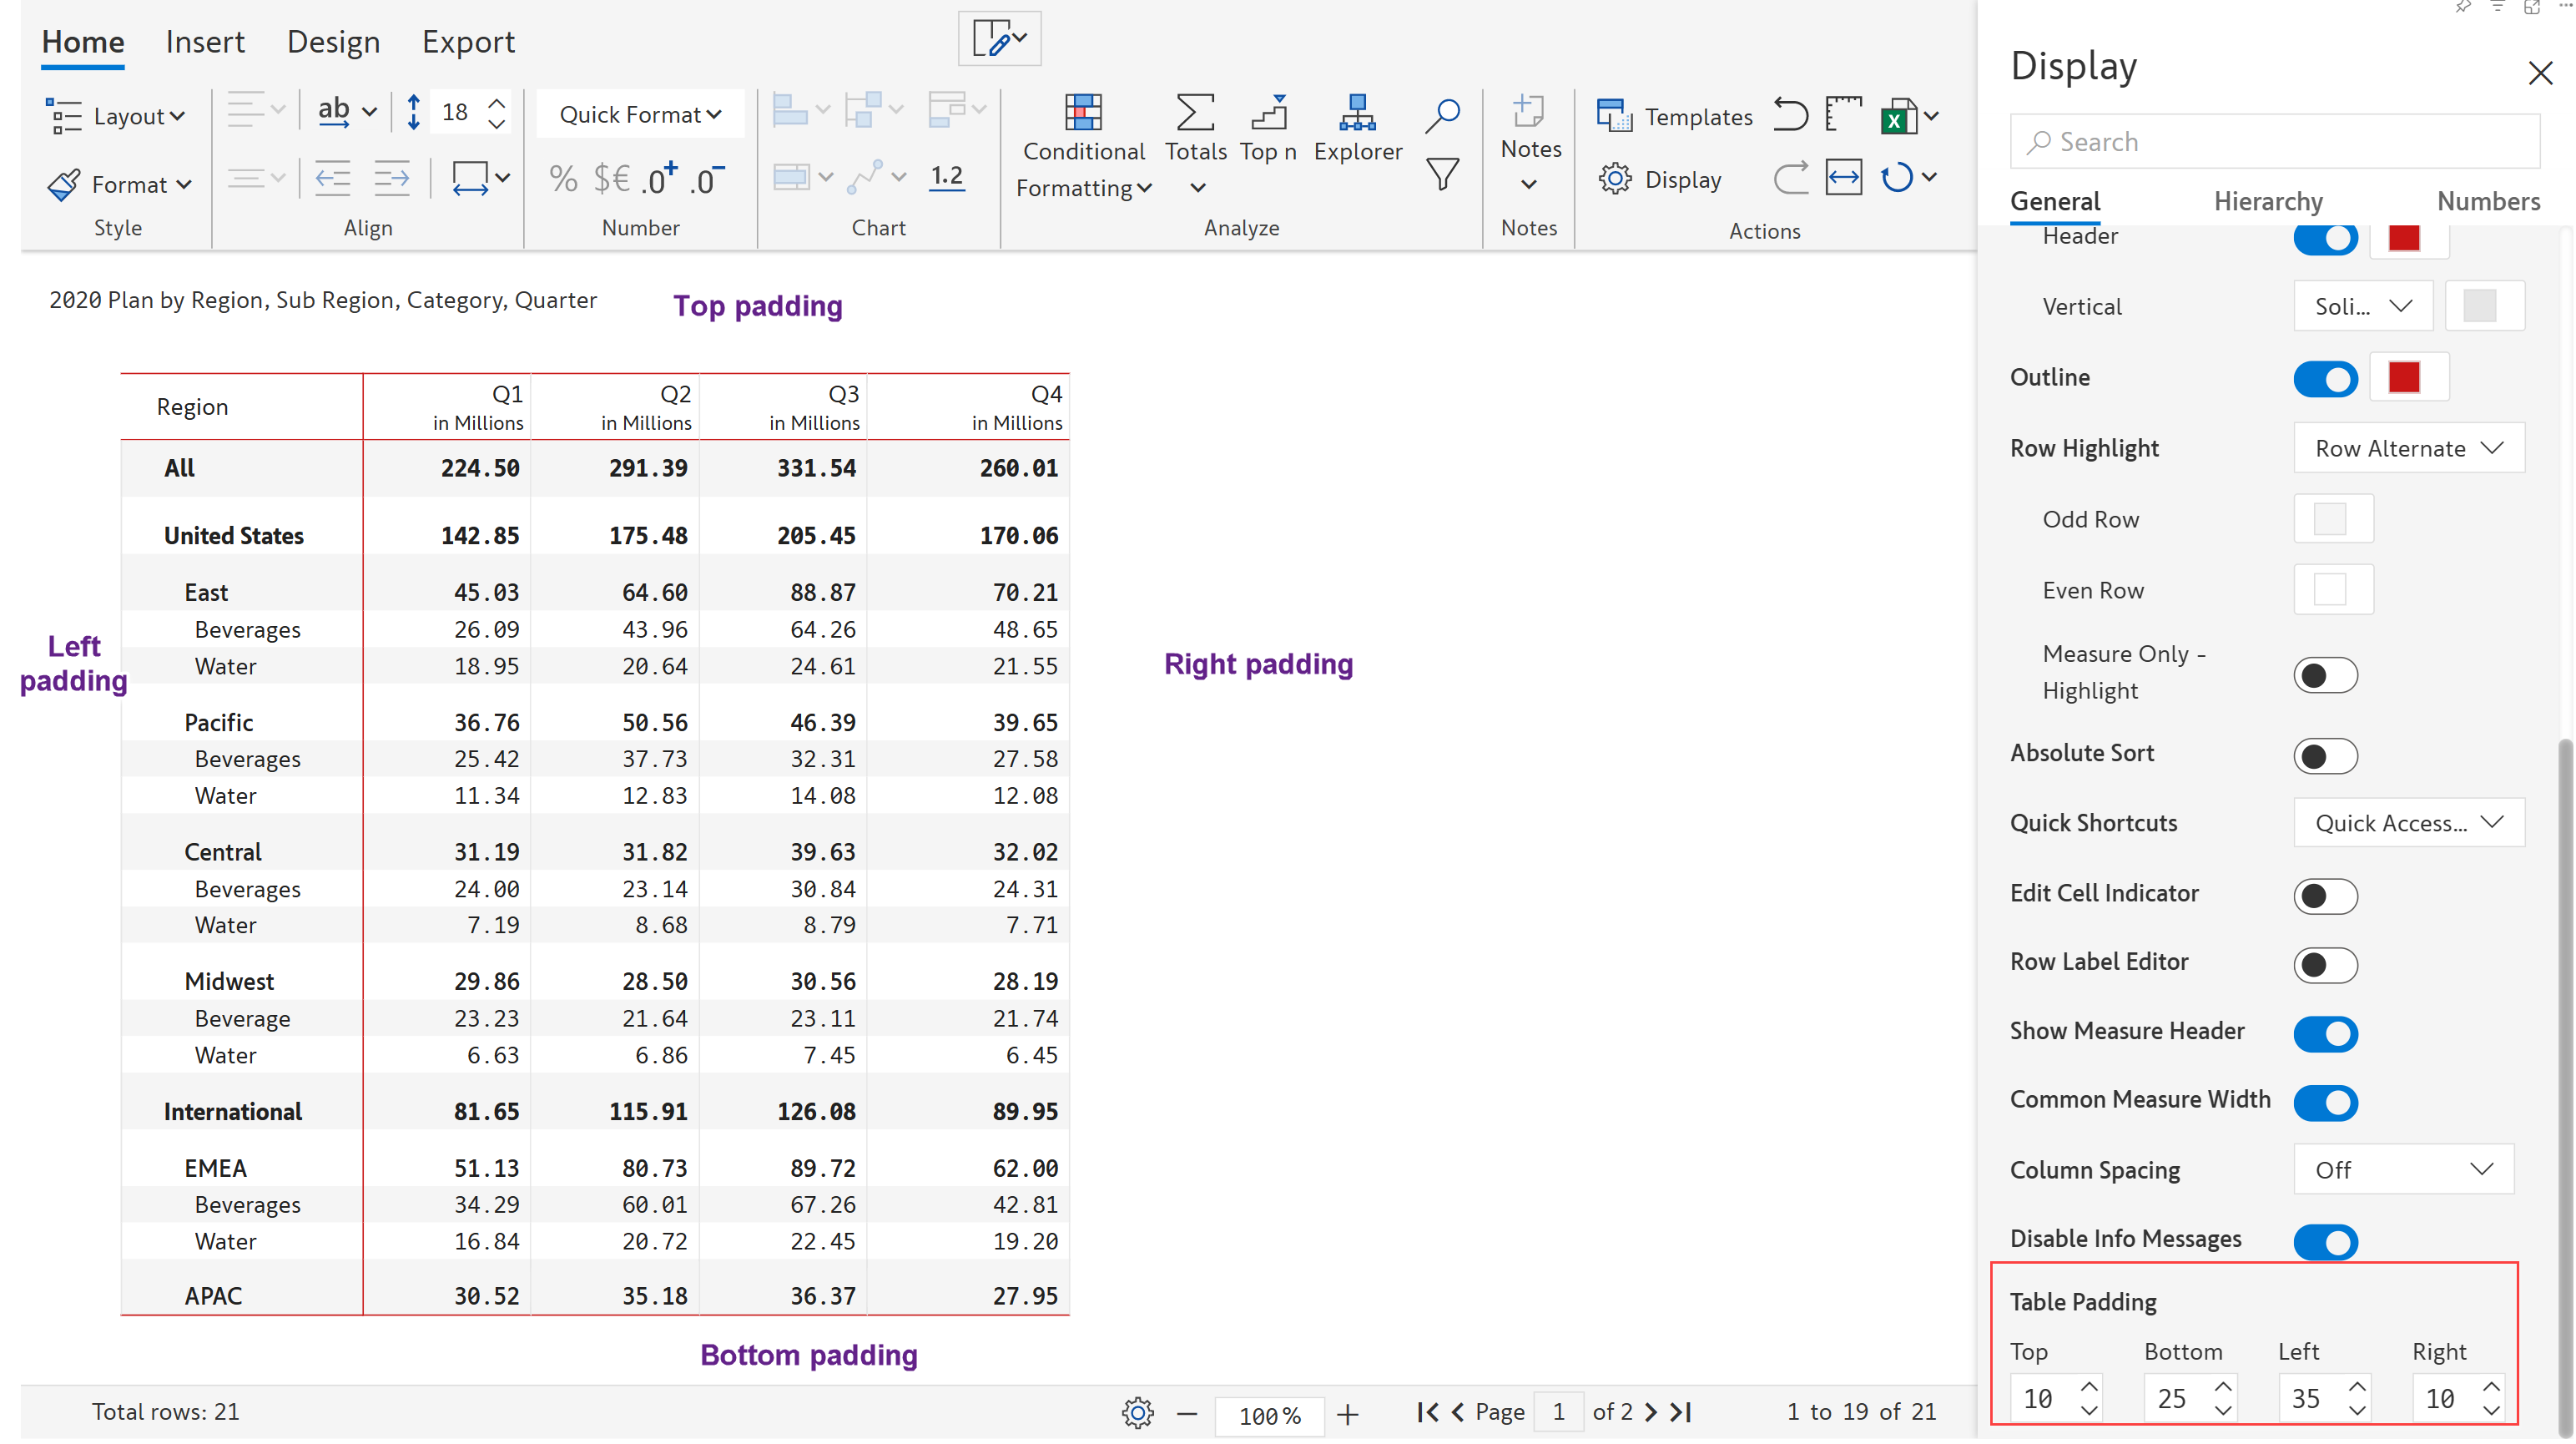 Home Insert Design Export
Layout ab 18 Quick Format
Conditional Formatting Totals Top n Explorer Notes Templates
Format % $€ .0+ .0- 1.2 Display
Style Align Number Chart Analyze Notes Actions
2020 Plan by Region, Sub Region, Category, Quarter
Top padding
Region Q1 in Millions Q2 in Millions Q3 in Millions Q4 in Millions
All 224.50 291.39 331.54 260.01
United States 142.85 175.48 205.45 170.06
East 45.03 64.60 88.87 70.21
Beverages 26.09 43.96 64.26 48.65
Water 18.95 20.64 24.61 21.55
Pacific 36.76 50.56 46.39 39.65
Beverages 25.42 37.73 32.31 27.58
Water 11.34 12.83 14.08 12.08
Central 31.19 31.82 39.63 32.02
Beverages 24.00 23.14 30.84 24.31
Water 7.19 8.68 8.79 7.71
Midwest 29.86 28.50 30.56 28.19
Beverage 23.23 21.64 23.11 21.74
Water 6.63 6.86 7.45 6.45
International 81.65 115.91 126.08 89.95
EMEA 51.13 80.73 89.72 62.00
Beverages 34.29 60.01 67.26 42.81
Water 16.84 20.72 22.45 19.20
APAC 30.52 35.18 36.37 27.95
Left
padding
Right padding
Bottom padding
Total rows: 21 100% Page 1 of 2 1 to 19 of 21
Display
Search
General Hierarchy Numbers
Header
Vertical Soli...
Outline
Row Highlight Row Alternate
Odd Row
Even Row
Measure Only -
Highlight
Absolute Sort
Quick Shortcuts Quick Access...
Edit Cell Indicator
Row Label Editor
Show Measure Header
Common Measure Width
Column Spacing Off
Disable Info Messages
Table Padding
Top Bottom Left Right
10 25 35 10